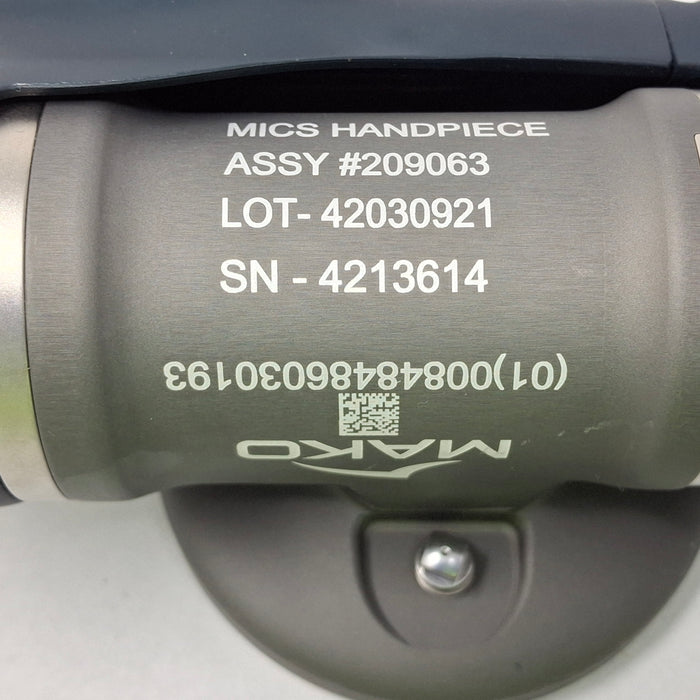 MICS HANDPIECE
ASSY #209063
LOT- 42030921
SN - 4213614
(01)00848486030193
MAKO